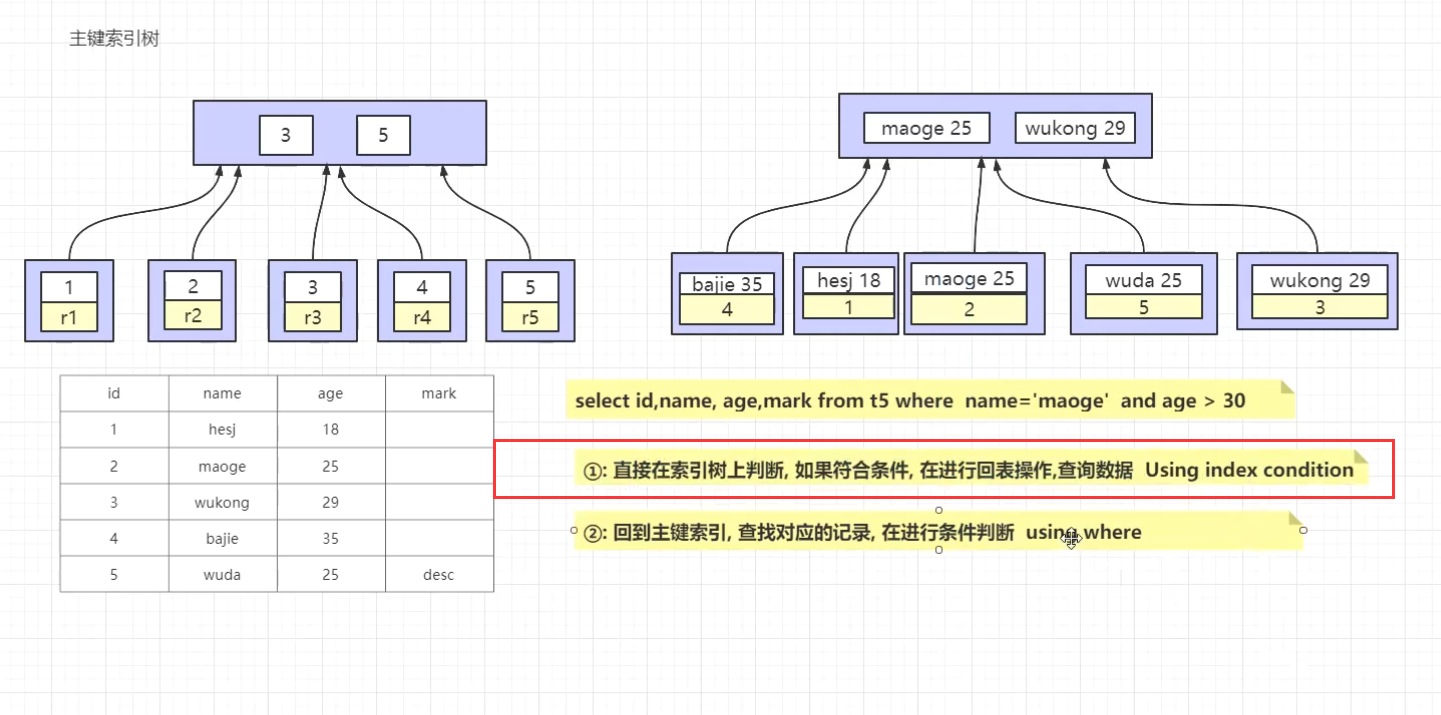 主键索引树
3 5
maoge 25 wukong 29
1 2 3 4 5
r1 r2 r3 r4 r5
bajie 35 hesj 18 maoge 25 wuda 25 wukong 29
4 1 2 5 3
id name age mark
1 hesj 18
2 maoge 25
3 wukong 29
4 bajie 35
5 wuda 25 desc
select id,name, age,mark from t5 where name='maoge' and age > 30
①: 直接在索引树上判断, 如果符合条件, 在进行回表操作,查询数据 Using index condition
②: 回到主键索引, 查找对应的记录, 在进行条件判断 using where